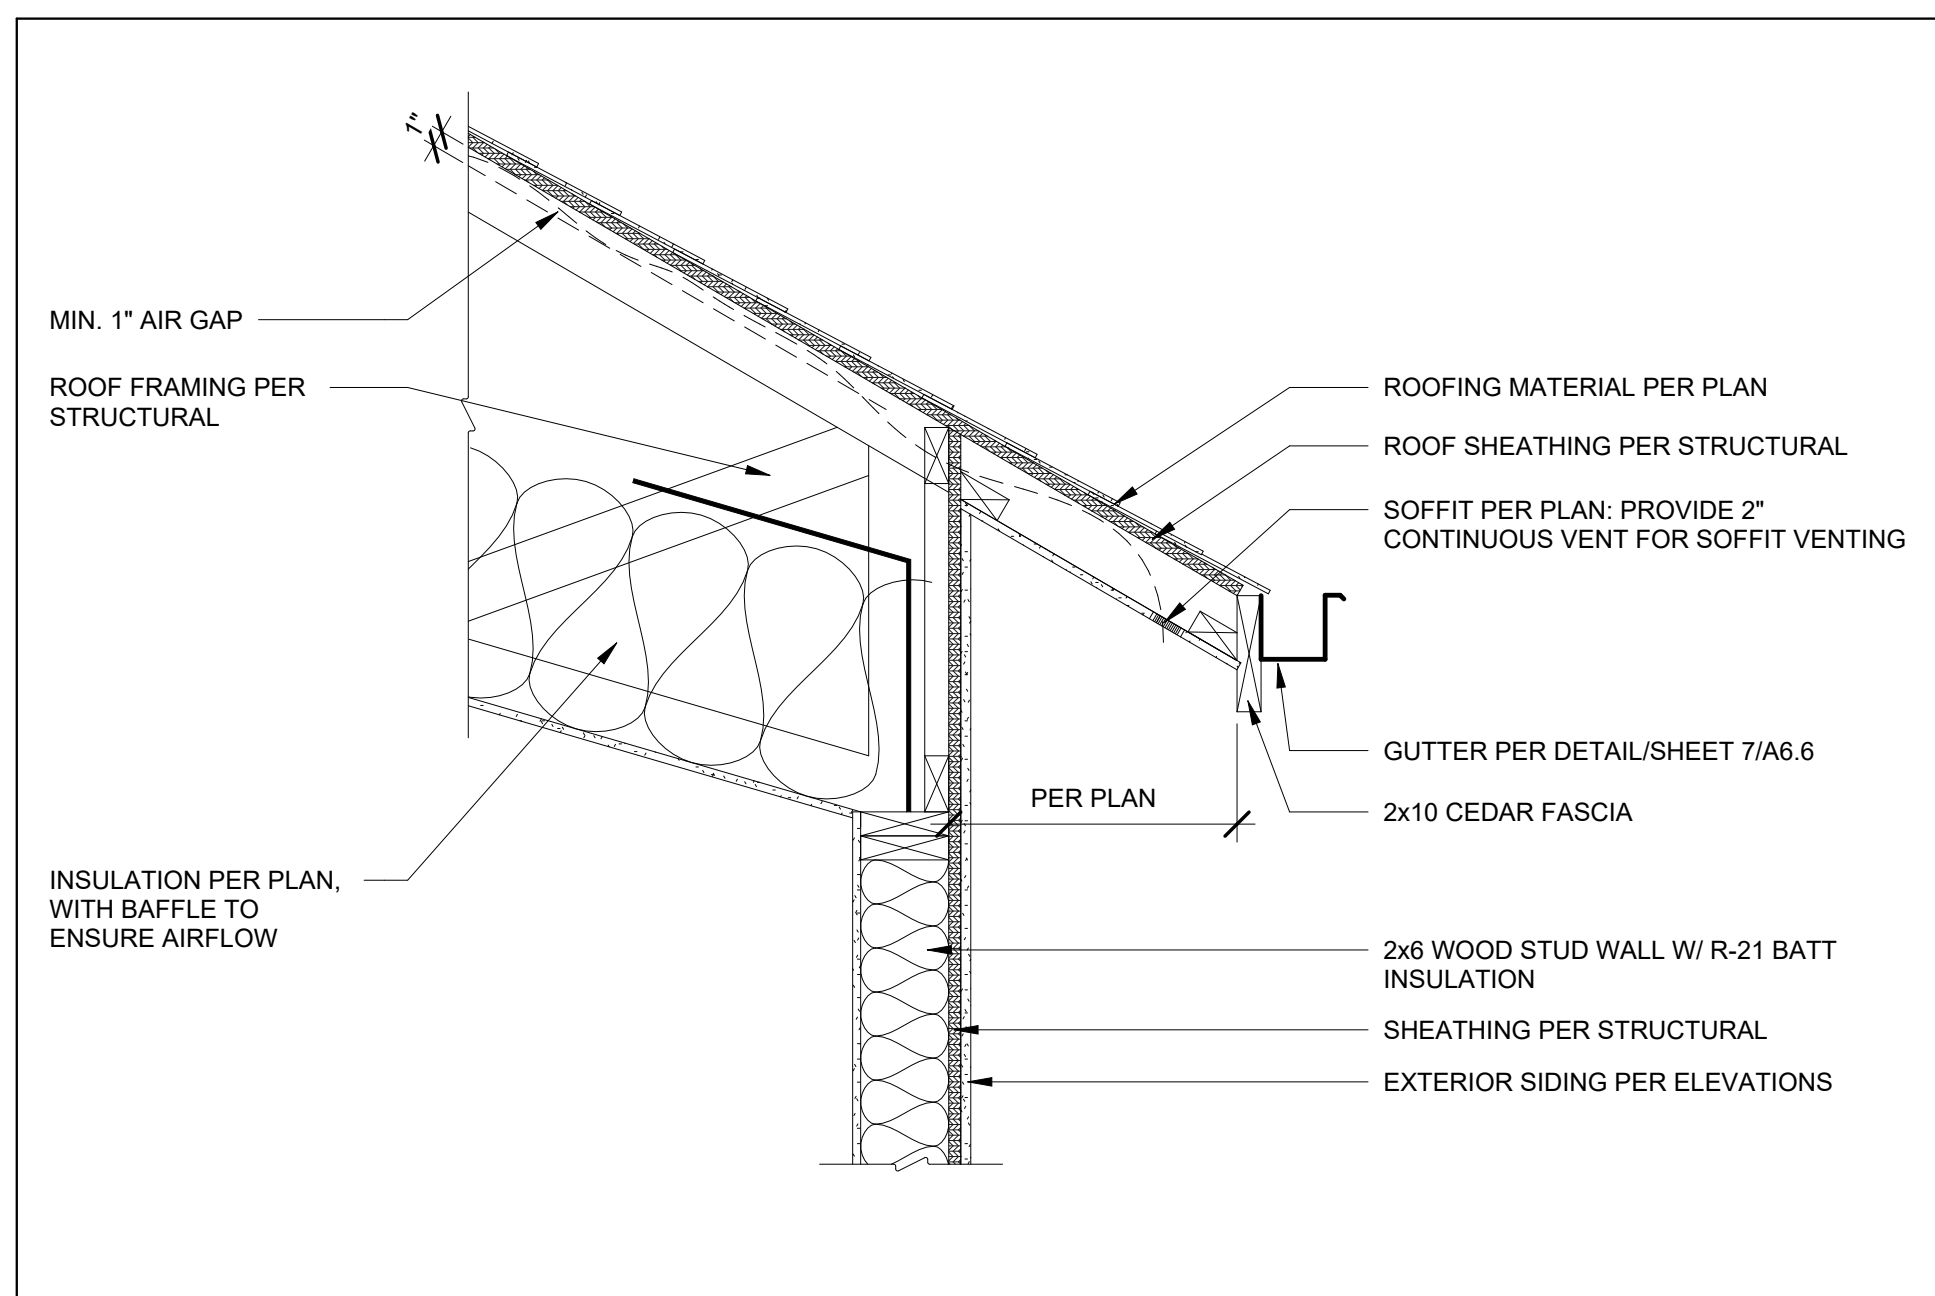 1"
MIN. 1" AIR GAP
ROOF FRAMING PER
STRUCTURAL
INSULATION PER PLAN,
WITH BAFFLE TO
ENSURE AIRFLOW
PER PLAN
ROOFING MATERIAL PER PLAN
ROOF SHEATHING PER STRUCTURAL
SOFFIT PER PLAN: PROVIDE 2"
CONTINUOUS VENT FOR SOFFIT VENTING
GUTTER PER DETAIL/SHEET 7/A6.6
2x10 CEDAR FASCIA
2x6 WOOD STUD WALL W/ R-21 BATT
INSULATION
SHEATHING PER STRUCTURAL
EXTERIOR SIDING PER ELEVATIONS